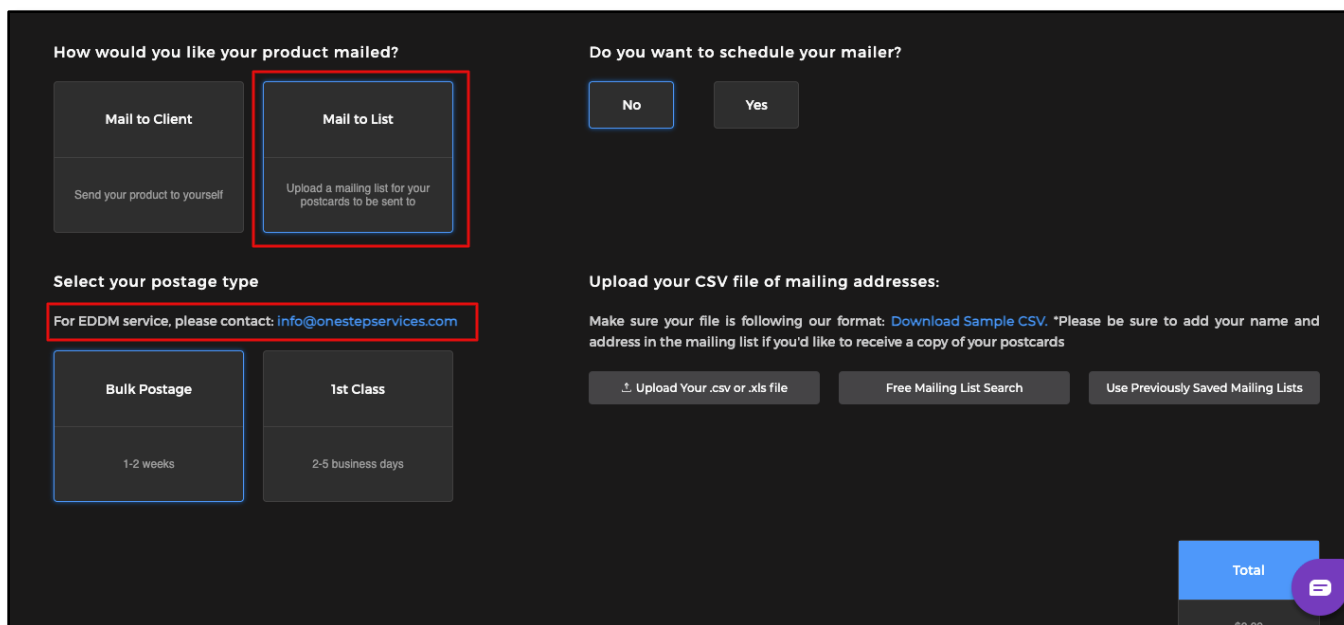 How would you like your product mailed?
Do you want to schedule your mailer?
Mail to Client
Send your product to yourself
Mail to List
Upload a mailing list for your
postcards to be sent to
No
Yes
Select your postage type
For EDDM service, please contact: info@onestepservices.com
Bulk Postage
1-2 weeks
1st Class
2-5 business days
Upload your CSV file of mailing addresses:
Make sure your file is following our format: Download Sample CSV. *Please be sure to add your name and
address in the mailing list if you'd like to receive a copy of your postcards
Upload Your .csv or .xls file
Free Mailing List Search
Use Previously Saved Mailing Lists
Total